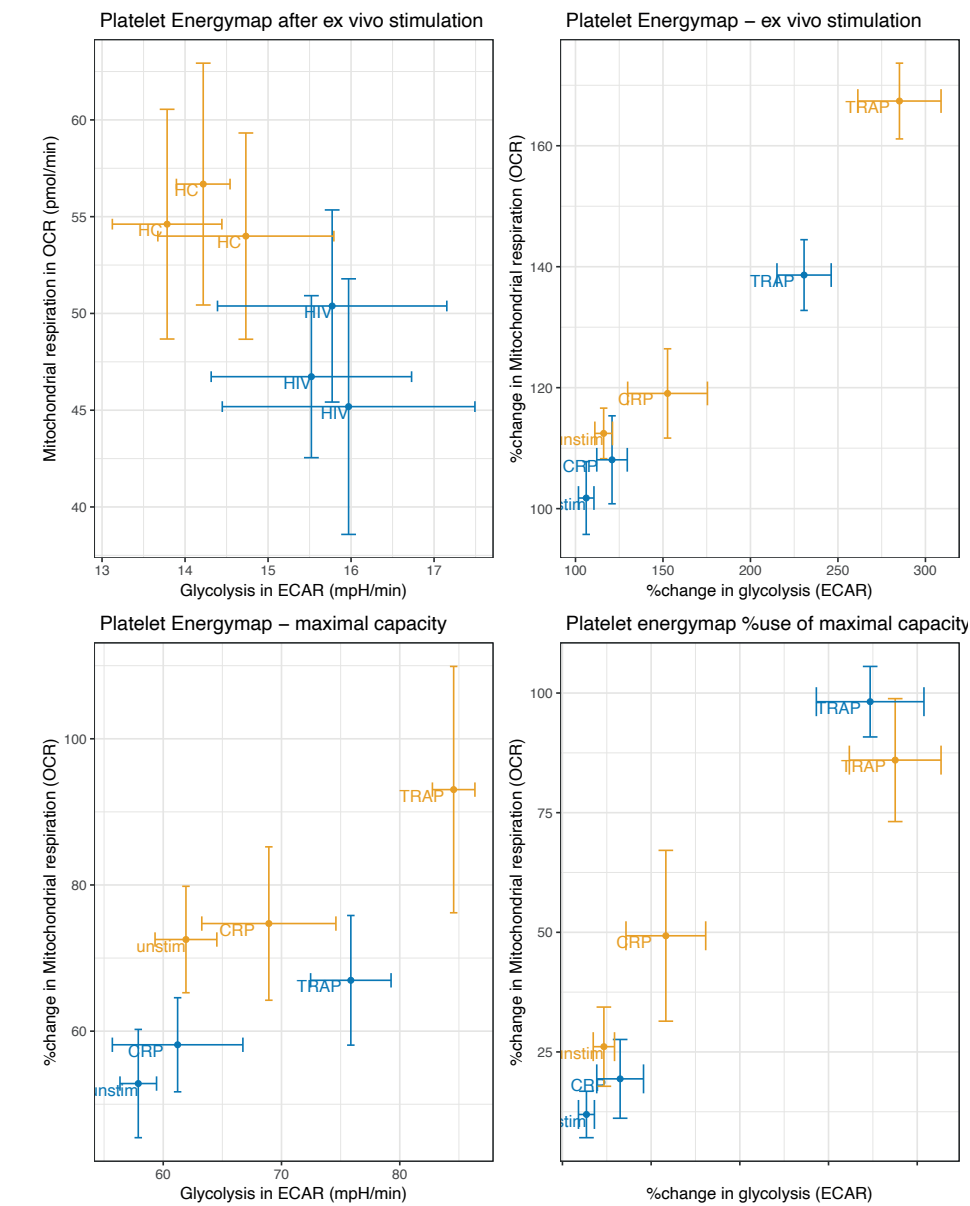 Platelet Energymap after ex vivo stimulation
Mitochondrial respiration in OCR (pmol/min)
60
55
50
45
40
HC
HC
HC
HIV
HIV
HIV
13 14 15 16 17
Glycolysis in ECAR (mpH/min)
Platelet Energymap – ex vivo stimulation
%change in Mitochondrial respiration (OCR)
160
140
120
100
TRAP
TRAP
CRP
nstim
CRP
stim
100 150 200 250 300
%change in glycolysis (ECAR)
Platelet Energymap – maximal capacity
%change in Mitochondrial respiration (OCR)
100
80
60
TRAP
CRP
unstim
TRAP
CRP
unstim
60 70 80
Glycolysis in ECAR (mpH/min)
Platelet energymap %use of maximal capacity
%change in Mitochondrial respiration (OCR)
100
75
50
25
TRAP
TRAP
CRP
nstim
CRP
stim
%change in glycolysis (ECAR)